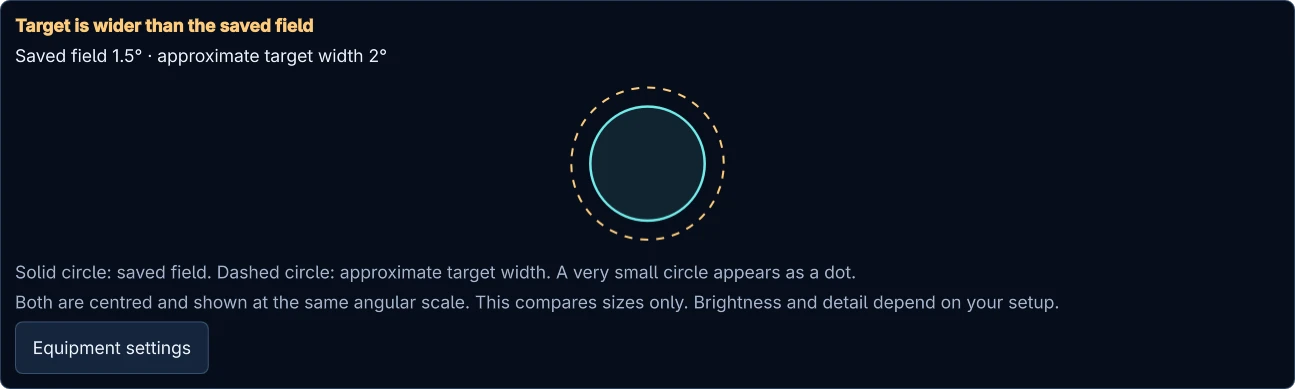 Target is wider than the saved field
Saved field 1.5° · approximate target width 2°
Solid circle: saved field. Dashed circle: approximate target width. A very small circle appears as a dot.
Both are centred and shown at the same angular scale. This compares sizes only. Brightness and detail depend on your setup.
Equipment settings